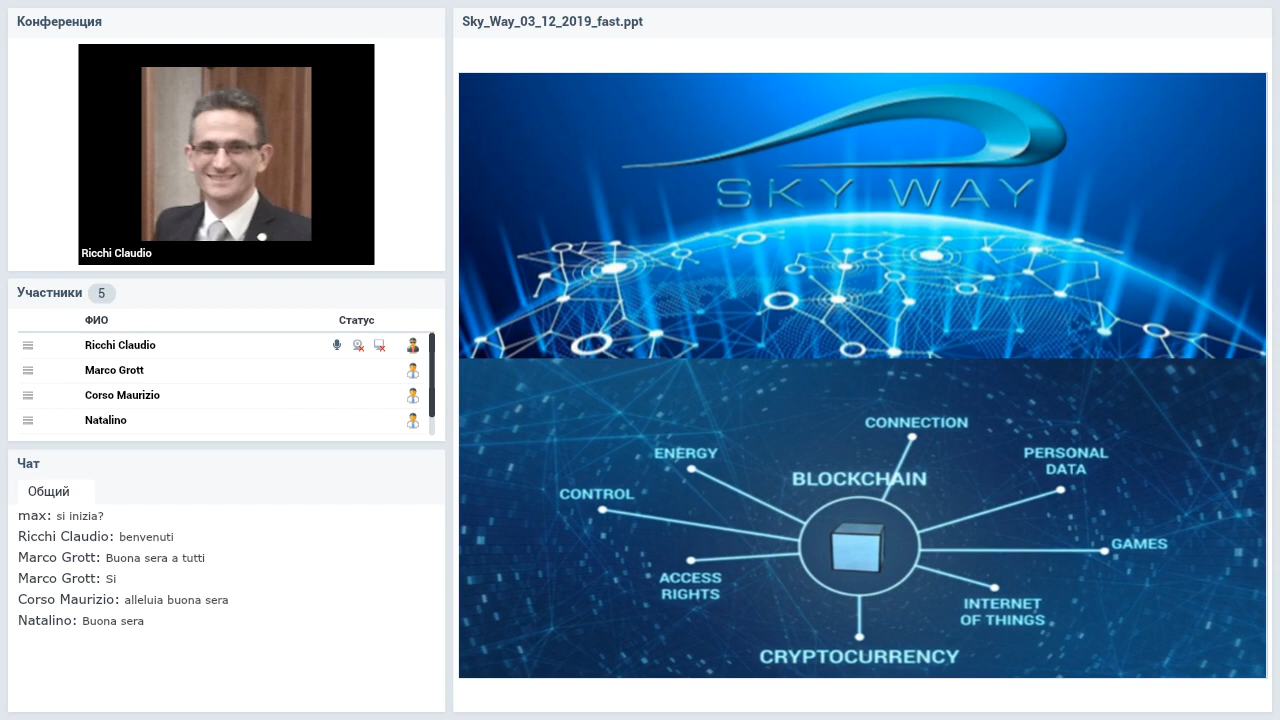 Конференция
Ricchi Claudio
Участники 5
ФИО Статус
Ricchi Claudio
Marco Grott
Corso Maurizio
Natalino
Чат
Общий
max: si inizia?
Ricchi Claudio: benvenuti
Marco Grott: Buona sera a tutti
Marco Grott: Si
Corso Maurizio: alleluia buona sera
Natalino: Buona sera
Sky_Way_03_12_2019_fast.ppt
SKY WAY
CONNECTION
ENERGY
PERSONAL
DATA
BLOCKCHAIN
CONTROL
GAMES
ACCESS
RIGHTS
INTERNET
OF THINGS
CRYPTOCURRENCY